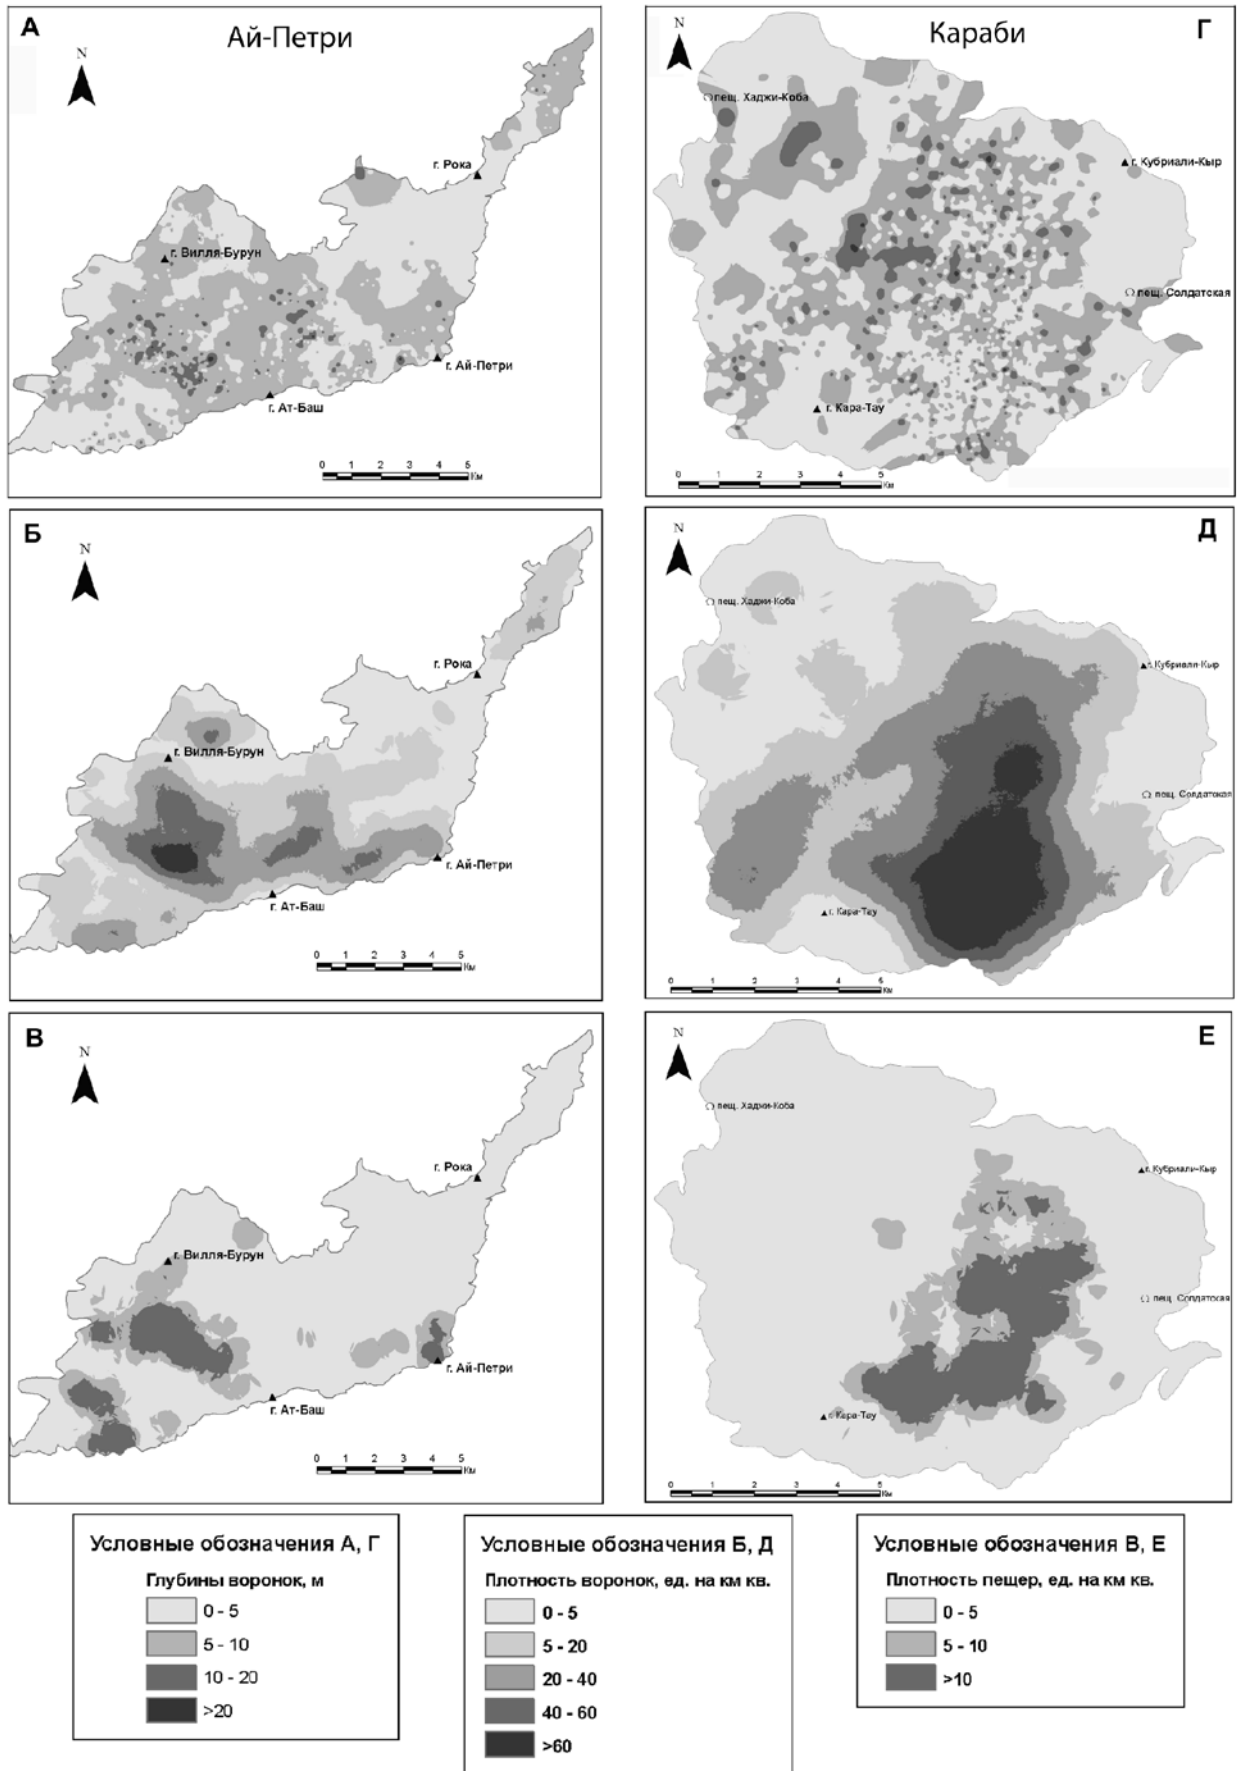 А
Ай-Петри
N
г. Рока
г. Вилля-Бурун
г. Ай-Петри
г. Ат-Баш
0 1 2 3 4 5
Км
Караби
Г
N
пещ. Хаджи-Коба
г. Кубриали-Кыр
пещ. Солдатская
г. Кара-Тау
0 1 2 3 4 5
Км
Б
N
г. Рока
г. Вилля-Бурун
г. Ай-Петри
г. Ат-Баш
0 1 2 3 4 5
Км
Д
N
пещ. Хаджи-Коба
г. Кубриали-Кыр
пещ. Солдатская
г. Кара-Тау
0 1 2 3 4 5
Км
В
N
г. Рока
г. Вилля-Бурун
г. Ай-Петри
г. Ат-Баш
0 1 2 3 4 5
Км
Е
N
пещ. Хаджи-Коба
г. Кубриали-Кыр
пещ. Солдатская
г. Кара-Тау
0 1 2 3 4 5
Км
Условные обозначения А, Г
Глубины воронок, м
0 - 5
5 - 10
10 - 20
>20
Условные обозначения Б, Д
Плотность воронок, ед. на км кв.
0 - 5
5 - 20
20 - 40
40 - 60
>60
Условные обозначения В, Е
Плотность пещер, ед. на км кв.
0 - 5
5 - 10
>10